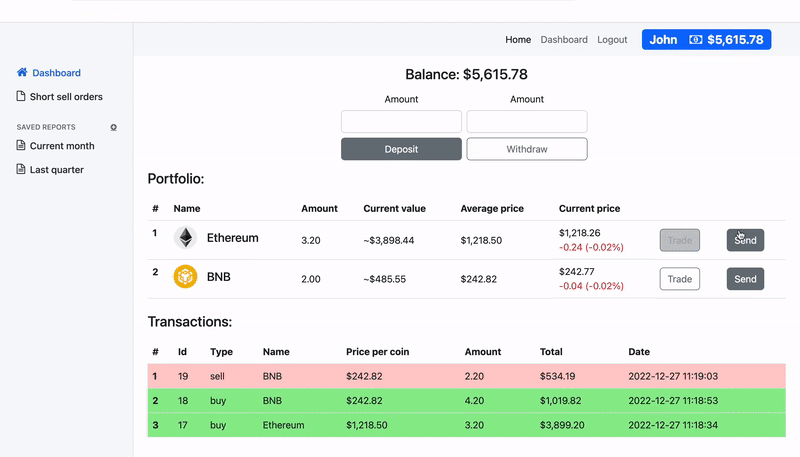 Home Dashboard Logout John $5,615.78
Dashboard
Short sell orders
SAVED REPORTS
Current month
Last quarter
Balance: $5,615.78
Amount Amount
Deposit Withdraw
Portfolio:
# Name Amount Current value Average price Current price
1 Ethereum 3.20 ~$3,898.44 $1,218.50 $1,218.26 Trade Send
-0.24 (-0.02%)
2 BNB 2.00 ~$485.55 $242.82 $242.77 Trade Send
-0.04 (-0.02%)
Transactions:
# Id Type Name Price per coin Amount Total Date
1 19 sell BNB $242.82 2.20 $534.19 2022-12-27 11:19:03
2 18 buy BNB $242.82 4.20 $1,019.82 2022-12-27 11:18:53
3 17 buy Ethereum $1,218.50 3.20 $3,899.20 2022-12-27 11:18:34